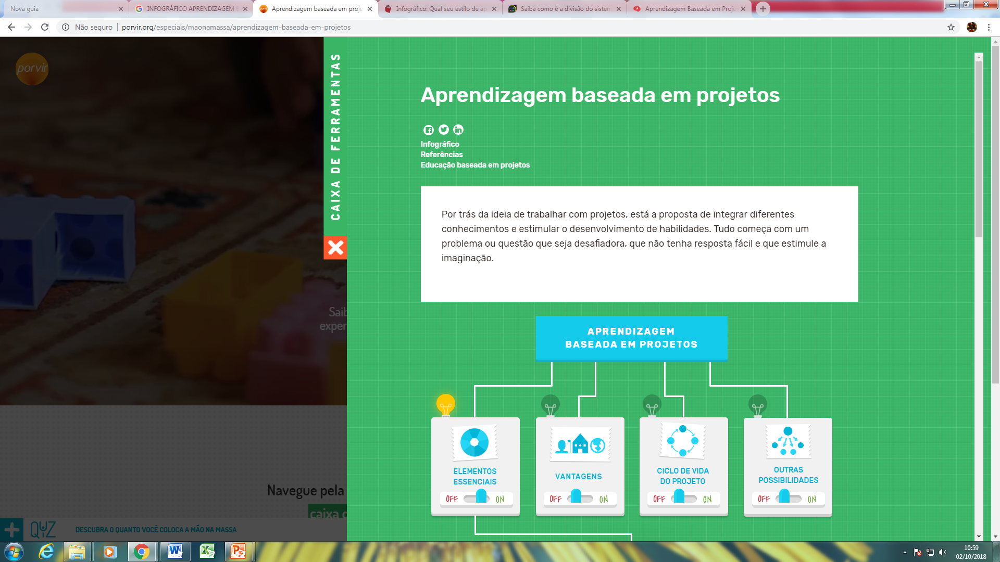 Nova guia
INFOGRÁFICO APRENDIZAGEM B
Aprendizagem baseada em proje
Infográfico: Qual seu estilo de ap
Saiba como é a divisão do sistem
Aprendizagem Baseada em Proje
Não seguro
porvir.org/especiais/maonamassa/aprendizagem-baseada-em-projetos
porvir
CAIXA DE FERRAMENTAS
Aprendizagem baseada em projetos
Infográfico
Referências
Educação baseada em projetos
Por trás da ideia de trabalhar com projetos, está a proposta de integrar diferentes
conhecimentos e estimular o desenvolvimento de habilidades. Tudo começa com um
problema ou questão que seja desafiadora, que não tenha resposta fácil e que estimule a
imaginação.
Saib
exper
APRENDIZAGEM
BASEADA EM PROJETOS
ELEMENTOS
ESSENCIAIS
OFF ON
VANTAGENS
OFF ON
CICLO DE VIDA
DO PROJETO
OFF ON
OUTRAS
POSSIBILIDADES
OFF ON
Navegue pela
caixa d
QUIZ
DESCUBRA O QUANTO VOCÊ COLOCA A MÃO NA MASSA
10:59
02/10/2018